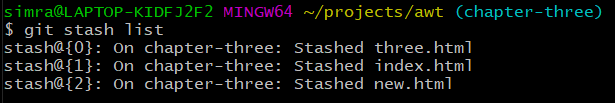 simra@LAPTOP-KIDFJ2F2 MINGW64 ~/projects/awt (chapter-three)
$ git stash list
stash@{0}: On chapter-three: Stashed three.html
stash@{1}: On chapter-three: Stashed index.html
stash@{2}: On chapter-three: Stashed new.html